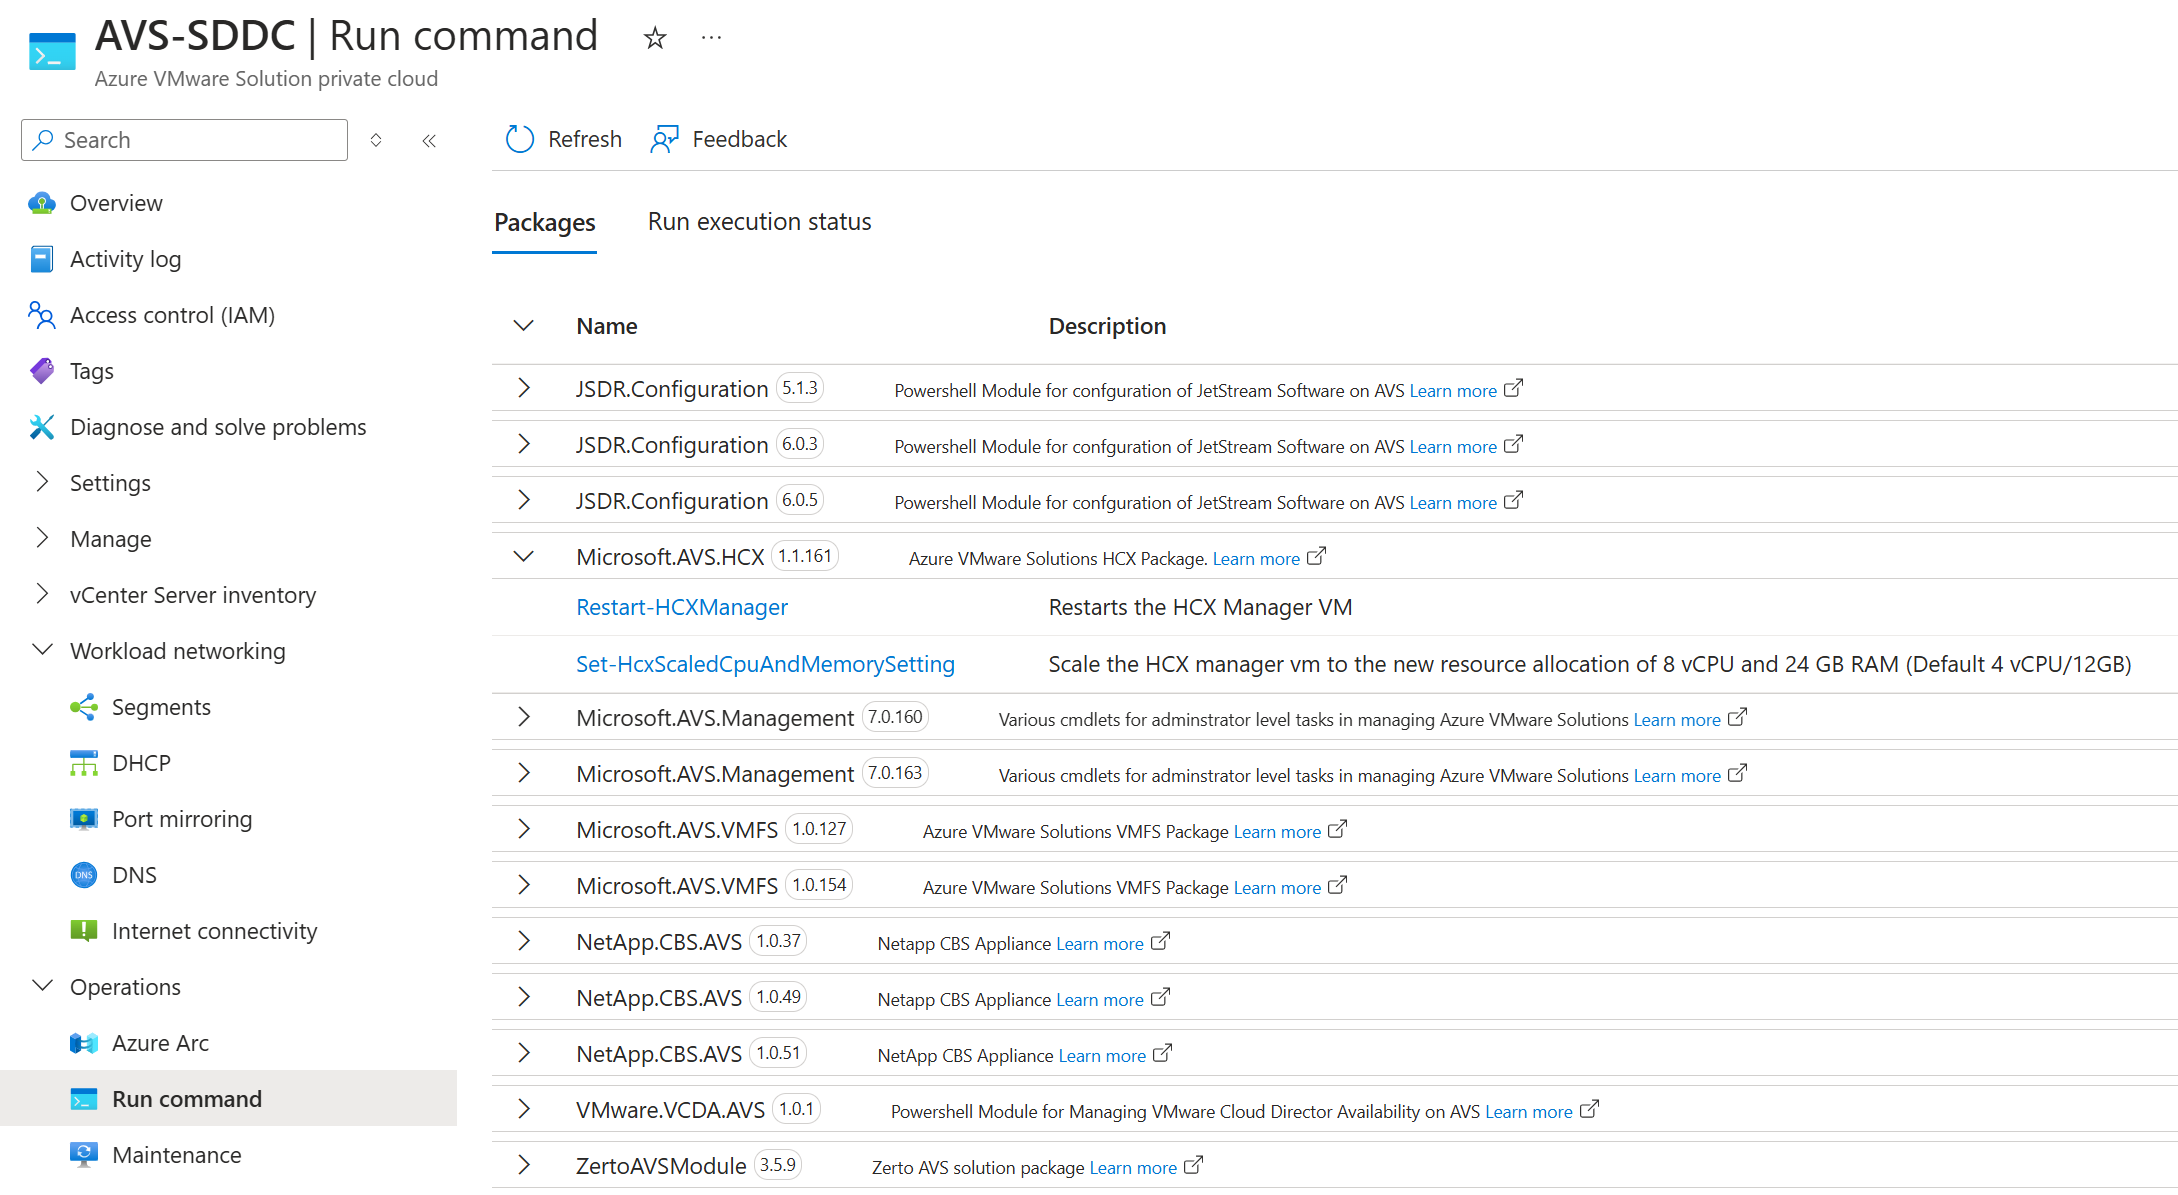 AVS-SDDC | Run command
Azure VMware Solution private cloud
Search
Overview
Activity log
Access control (IAM)
Tags
Diagnose and solve problems
Settings
Manage
vCenter Server inventory
Workload networking
Segments
DHCP
Port mirroring
DNS
DNS
Internet connectivity
Operations
Azure Arc
Run command
Maintenance
Refresh Feedback
Packages Run execution status
Name Description
JSDR.Configuration 5.1.3 Powershell Module for confguration of JetStream Software on AVS Learn more
JSDR.Configuration 6.0.3 Powershell Module for confguration of JetStream Software on AVS Learn more
JSDR.Configuration 6.0.5 Powershell Module for confguration of JetStream Software on AVS Learn more
Microsoft.AVS.HCX 1.1.161 Azure VMware Solutions HCX Package. Learn more
Restart-HCXManager Restarts the HCX Manager VM
Set-HcxScaledCpuAndMemorySetting Scale the HCX manager vm to the new resource allocation of 8 vCPU and 24 GB RAM (Default 4 vCPU/12GB)
Microsoft.AVS.Management 7.0.160 Various cmdlets for adminstrator level tasks in managing Azure VMware Solutions Learn more
Microsoft.AVS.Management 7.0.163 Various cmdlets for adminstrator level tasks in managing Azure VMware Solutions Learn more
Microsoft.AVS.VMFS 1.0.127 Azure VMware Solutions VMFS Package Learn more
Microsoft.AVS.VMFS 1.0.154 Azure VMware Solutions VMFS Package Learn more
NetApp.CBS.AVS 1.0.37 Netapp CBS Appliance Learn more
NetApp.CBS.AVS 1.0.49 Netapp CBS Appliance Learn more
NetApp.CBS.AVS 1.0.51 NetApp CBS Appliance Learn more
VMware.VCDA.AVS 1.0.1 Powershell Module for Managing VMware Cloud Director Availability on AVS Learn more
ZertoAVSModule 3.5.9 Zerto AVS solution package Learn more